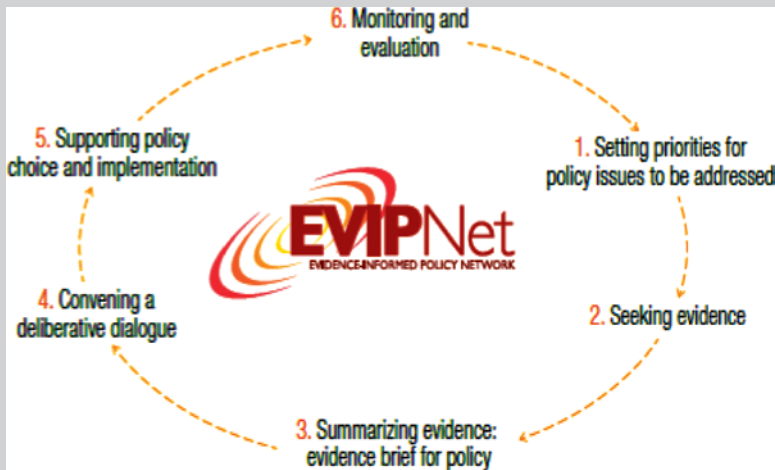 6. Monitoring and
evaluation
1. Setting priorities for
policy issues to be addressed
2. Seeking evidence
3. Summarizing evidence:
evidence brief for policy
4. Convening a
deliberative dialogue
5. Supporting policy
choice and implementation
EVIPNet
EVIDENCE-INFORMED POLICY NETWORK